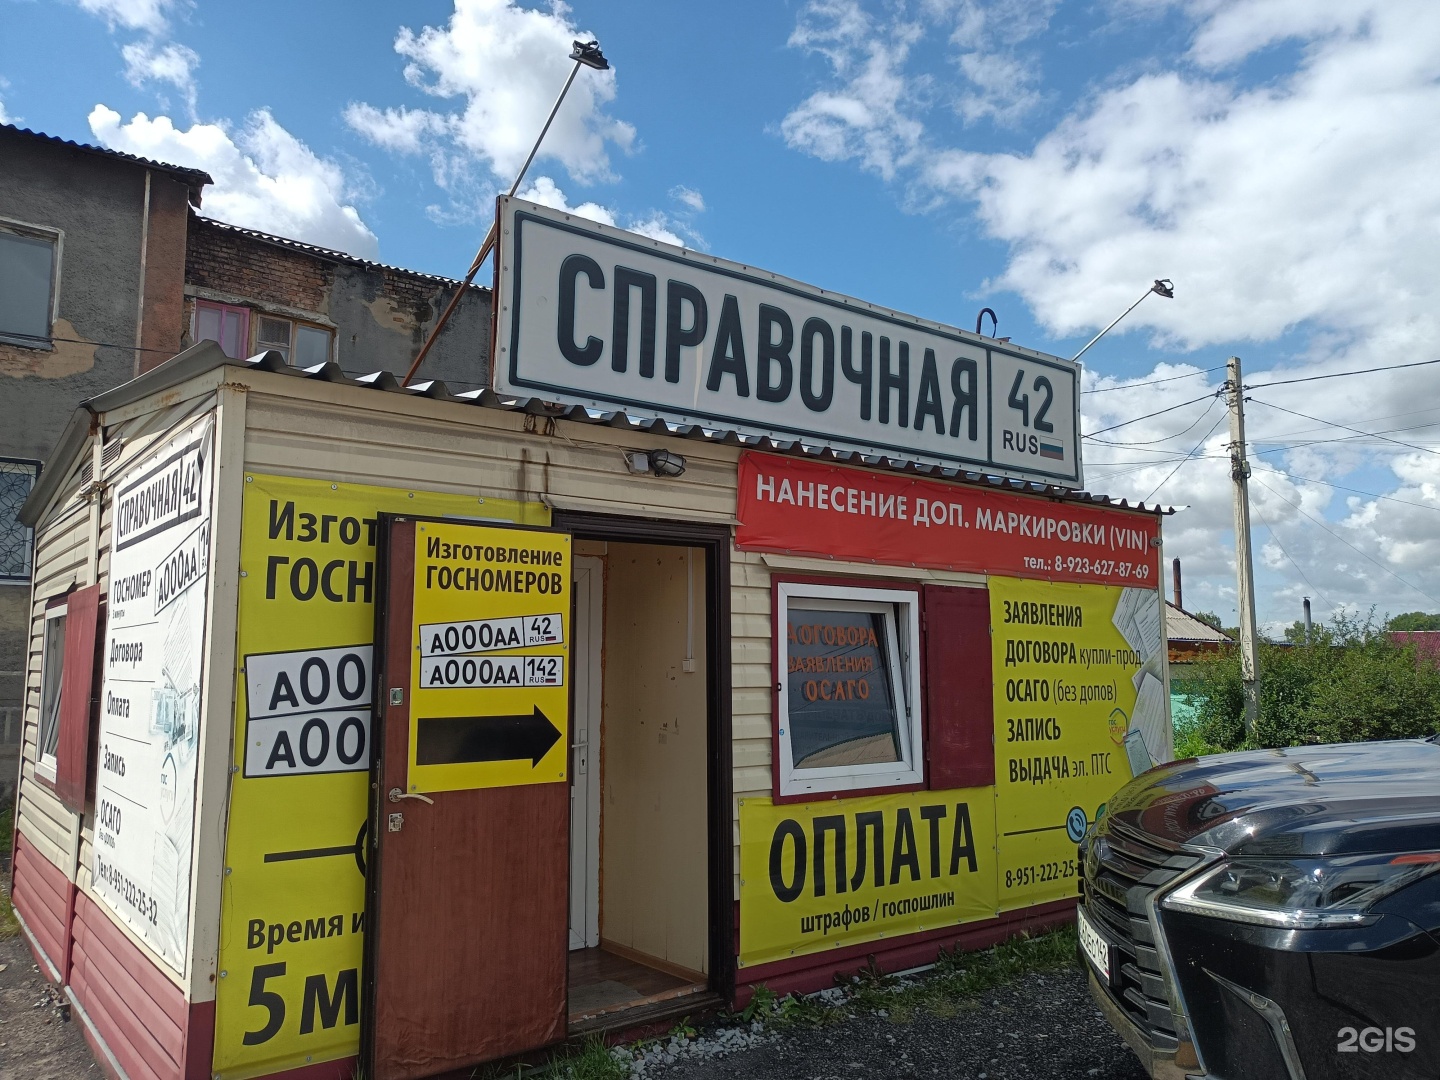 СПРАВОЧНАЯ 42
RUS
НАНЕСЕНИЕ ДОП. МАРКИРОВКИ (VIN)
тел.: 8-923-627-87-69
СПРАВОЧНАЯ 42
ГОСНОМЕР
А000АА
Договора
Оплата
Запись
ОСАГО
Тел: 8-951-222-25-32
А00
А00
Время
5
Изготовление
ГОСНОМЕРОВ
А000АА 42
RUS
А000АА 142
RUS
ДОГОВОРА
ЗАЯВЛЕНИЯ
ОСАГО
ЗАЯВЛЕНИЯ
ДОГОВОРА купли-прод.
ОСАГО (без допов)
ЗАПИСЬ
ВЫДАЧА эл. ПТС
8-951-222-25-
ОПЛАТА
штрафов / госпошлин
2GIS